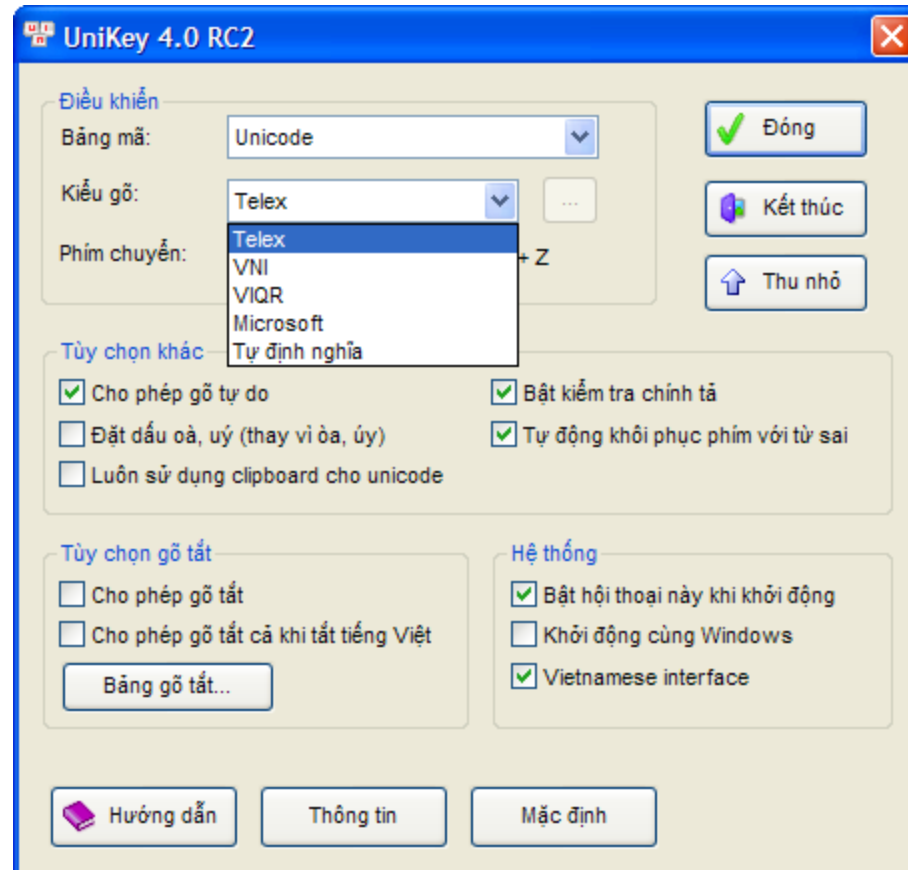 UniKey 4.0 RC2
Điều khiển
Bảng mã: Unicode
Đóng
Kiểu gõ: Telex ...
Kết thúc
Telex
Phím chuyển: + Z
VNI
VIQR
Thu nhỏ
Microsoft
Tự định nghĩa
Tùy chọn khác
Cho phép gõ tự do
Bật kiểm tra chính tả
Đặt dấu oà, uý (thay vì òa, úy)
Tự động khôi phục phím với từ sai
Luôn sử dụng clipboard cho unicode
Tùy chọn gõ tắt
Cho phép gõ tắt
Cho phép gõ tắt cả khi tắt tiếng Việt
Bảng gõ tắt...
Hệ thống
Bật hội thoại này khi khởi động
Khởi động cùng Windows
Vietnamese interface
Hướng dẫn
Thông tin
Mặc định